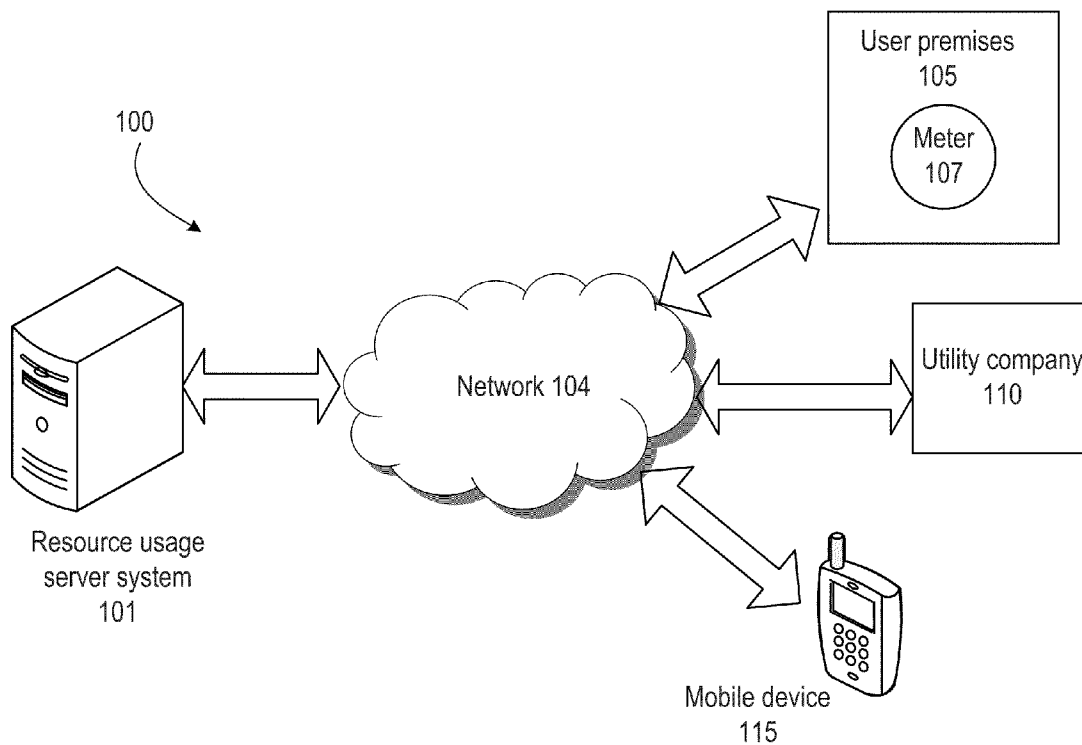 User premises
105
Meter
107
100
Network 104
Utility company
110
Resource usage
server system
101
Mobile device
115